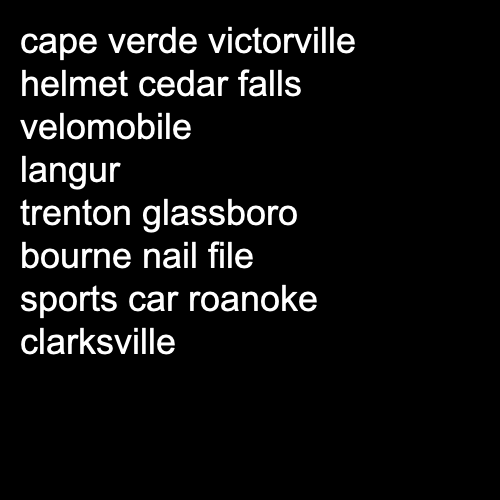 cape verde victorville
helmet cedar falls
velomobile
langur
trenton glassboro
bourne nail file
sports car roanoke
clarksville